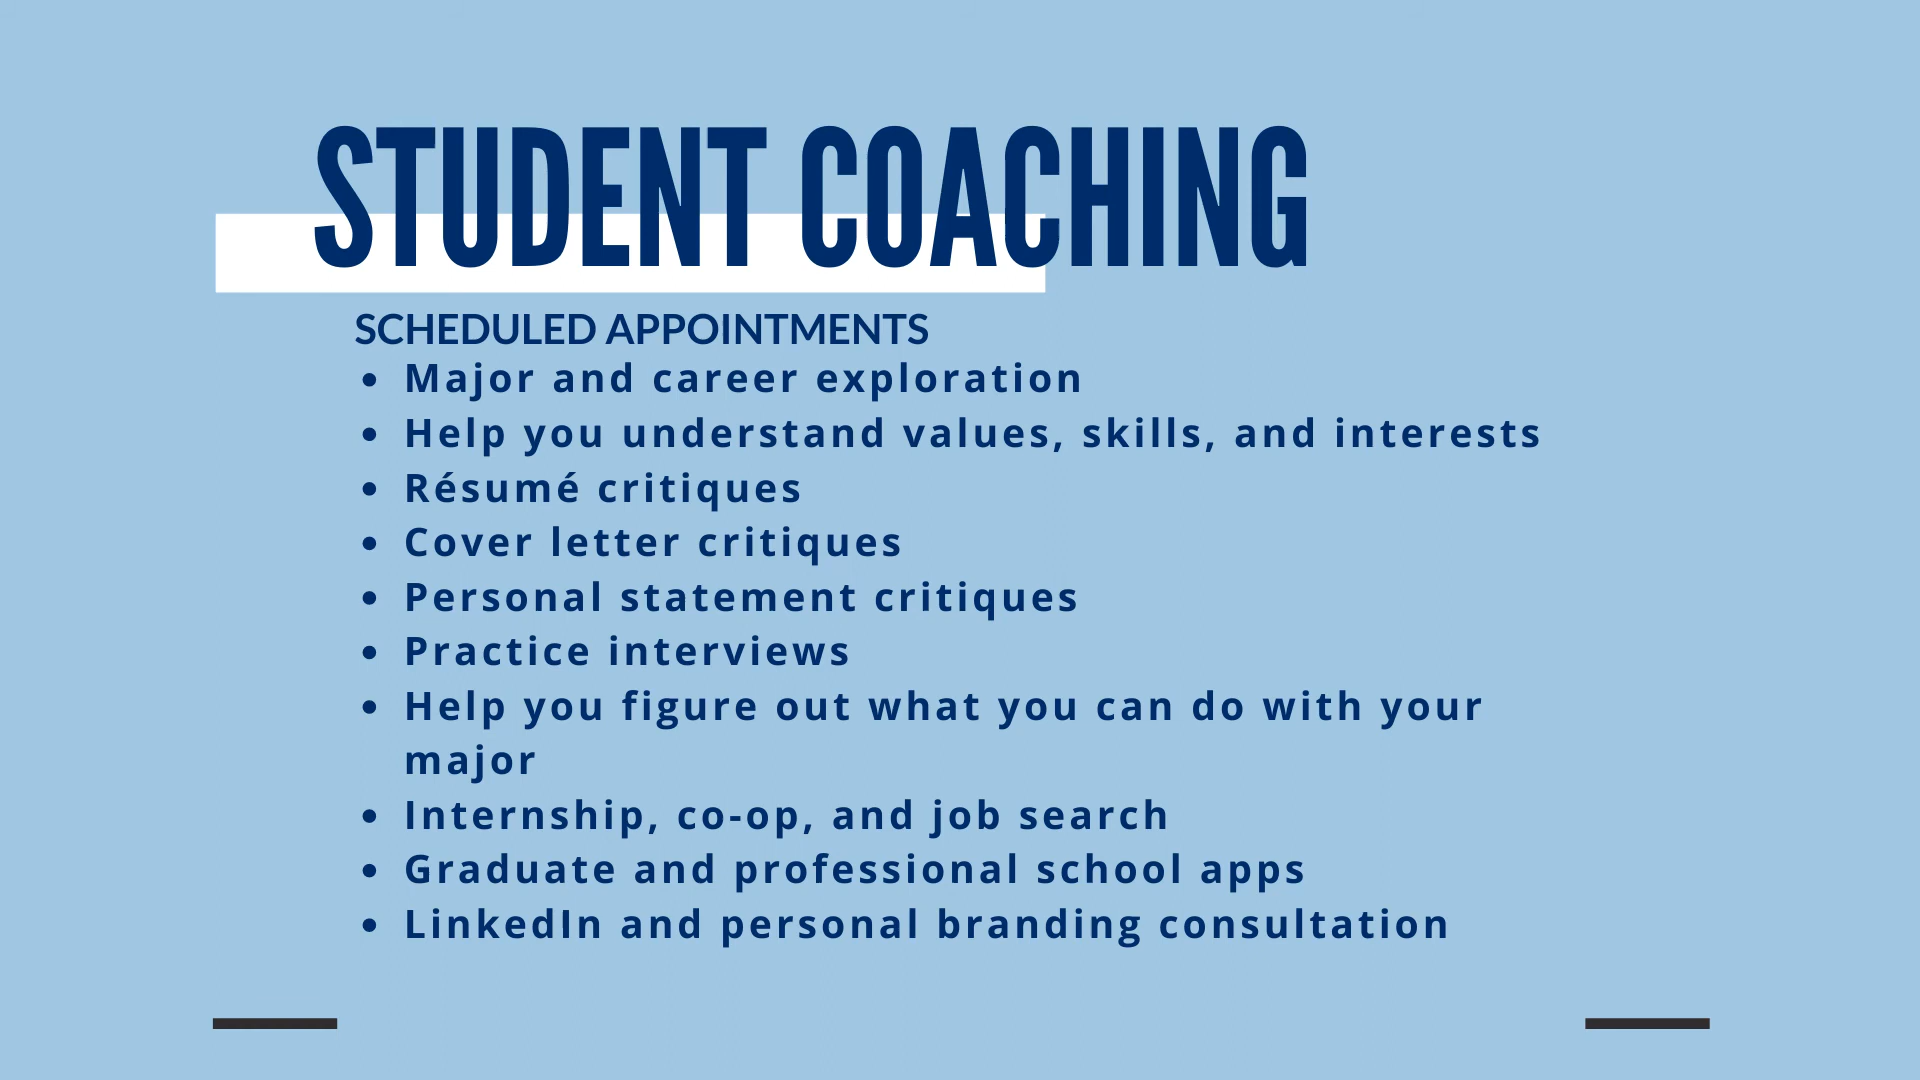 STUDENT COACHING
SCHEDULED APPOINTMENTS
• Major and career exploration
• Help you understand values, skills, and interests
• Résumé critiques
• Cover letter critiques
• Personal statement critiques
• Practice interviews
• Help you figure out what you can do with your
major
• Internship, co-op, and job search
• Graduate and professional school apps
• LinkedIn and personal branding consultation